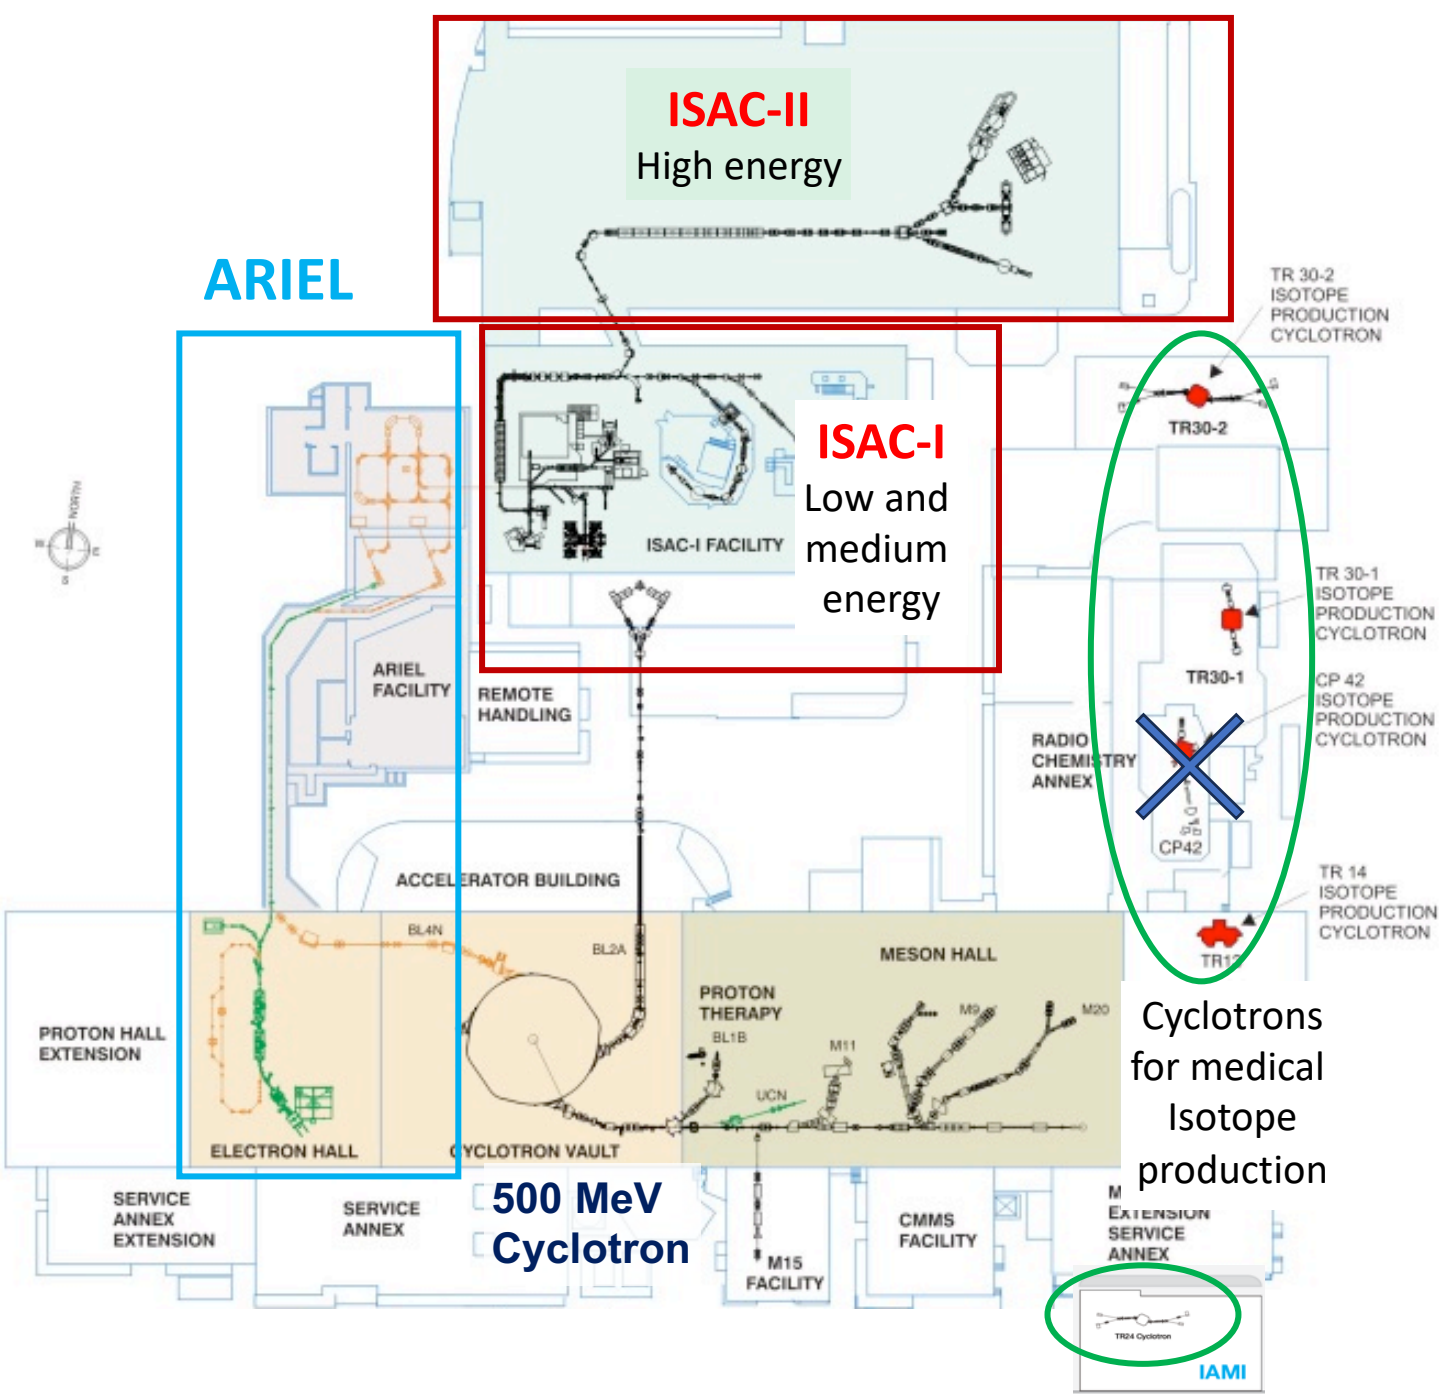 ISAC-II
High energy
ARIEL
TR 30-2
ISOTOPE
PRODUCTION
CYCLOTRON
TR30-2
ISAC-I
Low and
medium
energy
ISAC-I FACILITY
NORTH
E
S
TR 30-1
ISOTOPE
PRODUCTION
CYCLOTRON
TR30-1
ARIEL
FACILITY
REMOTE
HANDLING
CP 42
ISOTOPE
PRODUCTION
CYCLOTRON
RADIO
CHEMISTRY
ANNEX
CP42
ACCELERATOR BUILDING
TR 14
ISOTOPE
PRODUCTION
CYCLOTRON
BL4N
BL2A
MESON HALL
TR13
PROTON
THERAPY
BL1B
M11
M9
M20
UCN
PROTON HALL
EXTENSION
Cyclotrons
for medical
Isotope
production
ELECTRON HALL
CYCLOTRON VAULT
500 MeV
Cyclotron
SERVICE
ANNEX
EXTENSION
SERVICE
ANNEX
M15
FACILITY
CMMS
FACILITY
M
EXTENSION
SERVICE
ANNEX
TR24 Cyclotron
IAMI